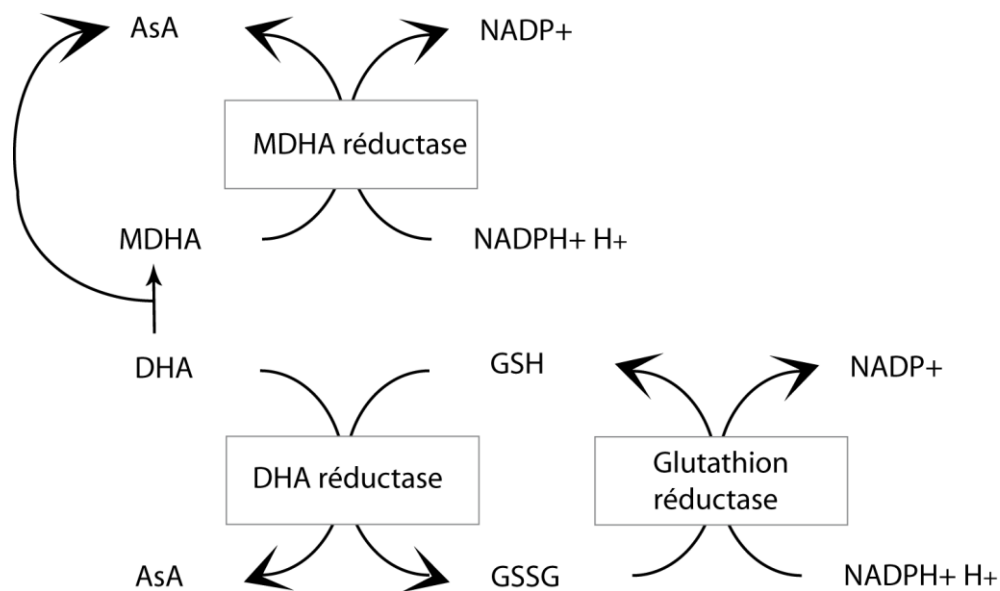 AsA
NADP+
MDHA réductase
MDHA
NADPH+ H+
DHA
GSH
NADP+
DHA réductase
Glutathion
réductase
AsA
GSSG
NADPH+ H+